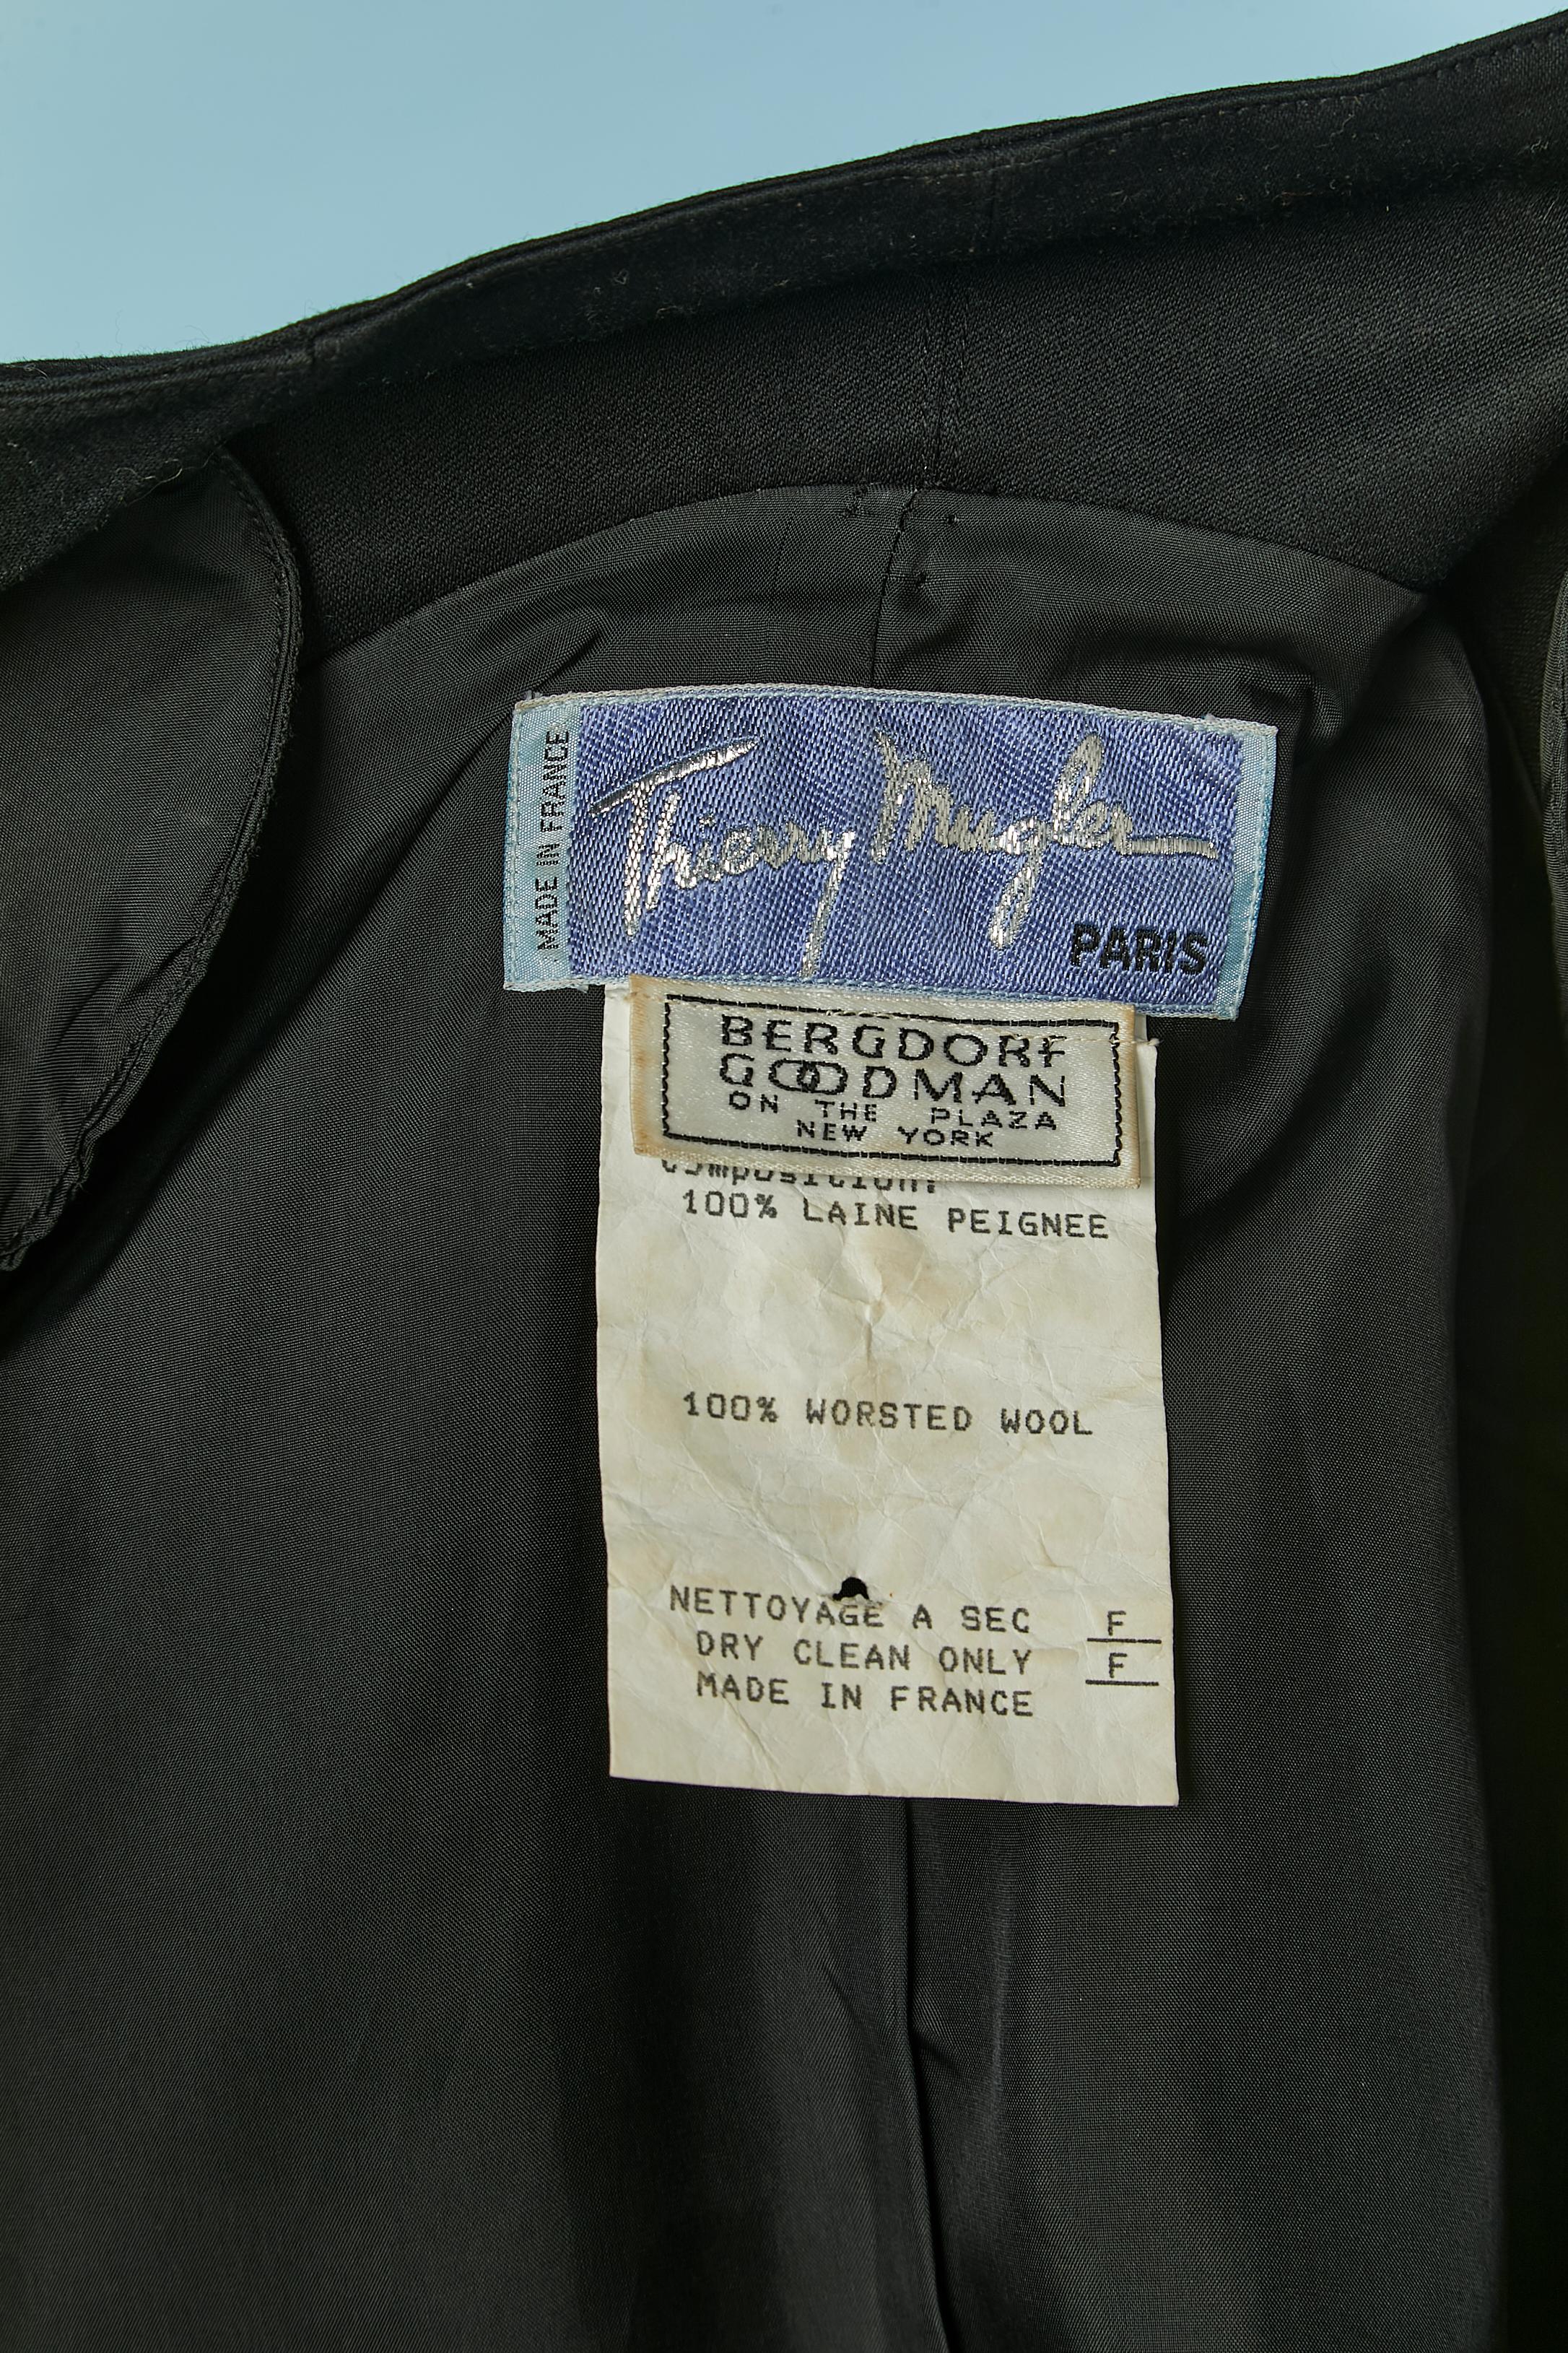 MADE IN FRANCE
Thierry Mugler
PARIS
BERGDORF
GOODMAN
ON THE PLAZA
NEW YORK
Composition:
100% LAINE PEIGNEE
100% WORSTED WOOL
NETTOYAGE A SEC F
DRY CLEAN ONLY F
MADE IN FRANCE